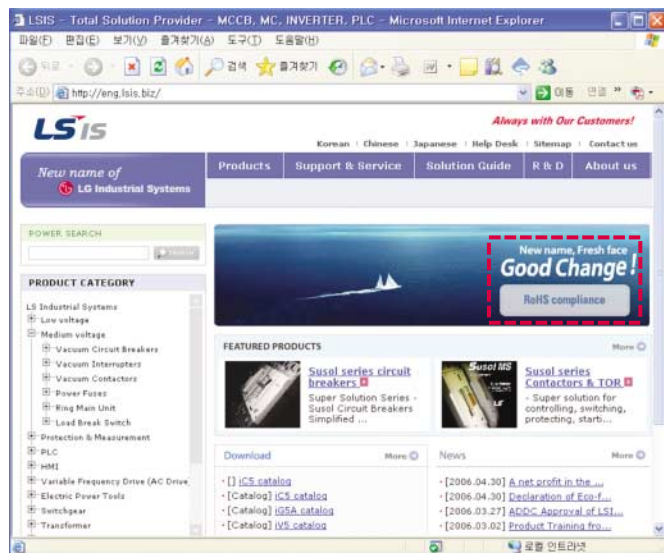 LSIS - Total Solution Provider - MCCB, MC, INVERTER, PLC - Microsoft Internet Explorer
파일(F) 편집(E) 보기(V) 즐겨찾기(A) 도구(T) 도움말(H)
뒤로 검색 즐겨찾기
주소(D) http://eng.lsis.biz/ 이동 연결 »
LSIS
Always with Our Customers!
Korean | Chinese | Japanese | Help Desk | Sitemap | Contact us
New name of
LG Industrial Systems
Products Support & Service Solution Guide R & D About us
POWER SEARCH
Search
PRODUCT CATEGORY
LS Industrial Systems
Low voltage
Medium voltage
Vacuum Circuit Breakers
Vacuum Interrupters
Vacuum Contactors
Power Fuses
Ring Main Unit
Load Break Switch
Protection & Measurement
PLC
HMI
Variable Frequency Drive (AC Drive
Electric Power Tools
Switchgear
Transformer
New name, Fresh face
Good Change!
RoHS compliance
FEATURED PRODUCTS More
Susol series circuit
breakers
Super Solution Series -
Susol Circuit Breakers
Simplified ...
Susol MS
Susol series
Contactors & TOR
- Super solution for
controlling, switching,
protecting, starti...
Download More
· [] iC5 catalog
· [Catalog] iC5 catalog
· [Catalog] iG5A catalog
· [Catalog] iV5 catalog
News More
· [2006.04.30] A net profit in the ...
· [2006.04.30] Declaration of Eco-f...
· [2006.03.27] ADDC Approval of LSI...
· [2006.03.02] Product Training fro...
로컬 인트라넷